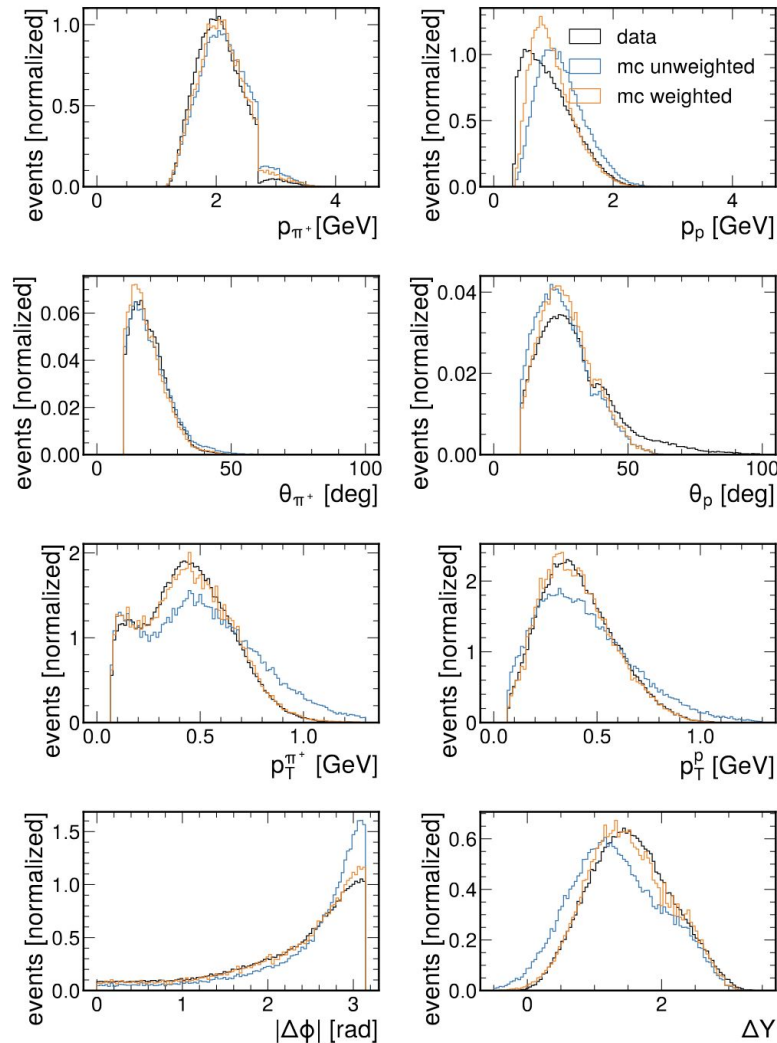 events [normalized]
1.0
0.5
0.0
0
2
4
p_π⁺ [GeV]
events [normalized]
1.5
1.0
0.5
0.0
0
2
4
p_p [GeV]
data
mc unweighted
mc weighted
events [normalized]
0.06
0.04
0.02
0.00
0
50
100
θ_π⁺ [deg]
events [normalized]
0.04
0.02
0.00
0
50
100
θ_p [deg]
events [normalized]
2
1
0
0.0
0.5
1.0
p_T^π⁺ [GeV]
events [normalized]
2
1
0
0.0
0.5
1.0
p_T^p [GeV]
events [normalized]
1.5
1.0
0.5
0.0
0
1
2
3
|Δϕ| [rad]
events [normalized]
0.6
0.4
0.2
0.0
0
2
ΔY